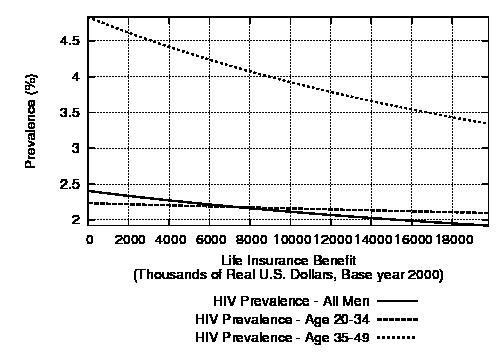 4.5
4
3.5
3
2.5
2
Prevalence (%)
0 2000 4000 6000 8000 10000 12000 14000 16000 18000
Life Insurance Benefit
(Thousands of Real U.S. Dollars, Base year 2000)
HIV Prevalence - All Men
HIV Prevalence - Age 20-34
HIV Prevalence - Age 35-49